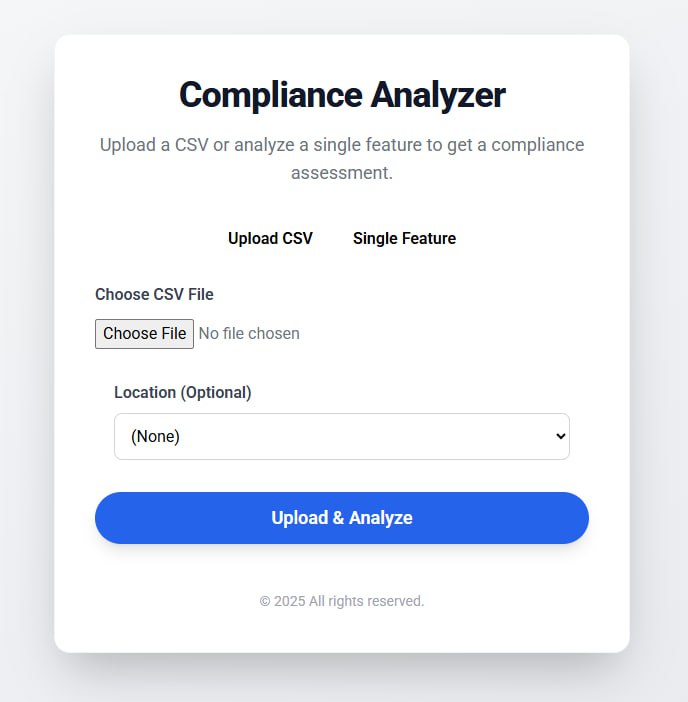 Compliance Analyzer
Upload a CSV or analyze a single feature to get a compliance
assessment.
Upload CSV Single Feature
Choose CSV File
Choose File No file chosen
Location (Optional)
(None)
Upload & Analyze
© 2025 All rights reserved.